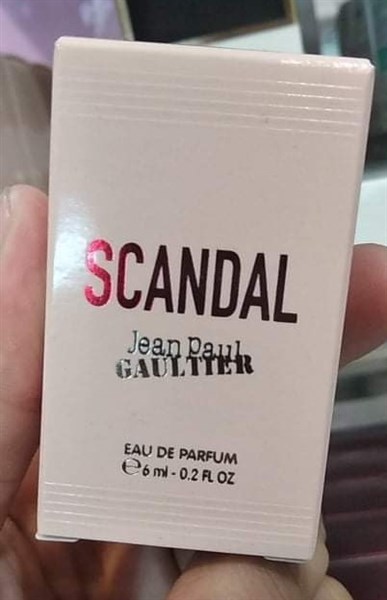 SCANDAL
Jean Paul
GAULTIER
EAU DE PARFUM
℮ 6 ml - 0.2 FL OZ